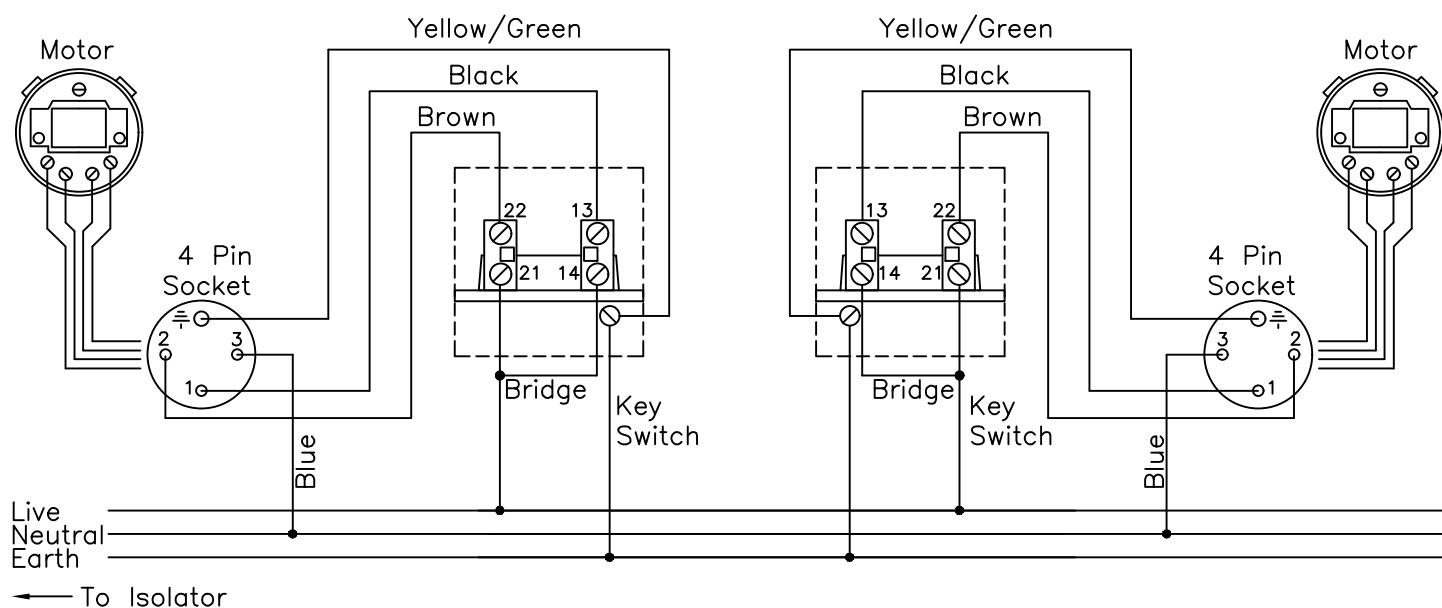 Yellow/Green
Yellow/Green
Motor
Motor
Black
Black
Brown
Brown
22
13
13
22
21
14
14
21
4 Pin
Socket
4 Pin
Socket
2
3
1
3
2
1
Bridge
Key
Switch
Bridge
Key
Switch
Blue
Blue
Live
Neutral
Earth
To Isolator